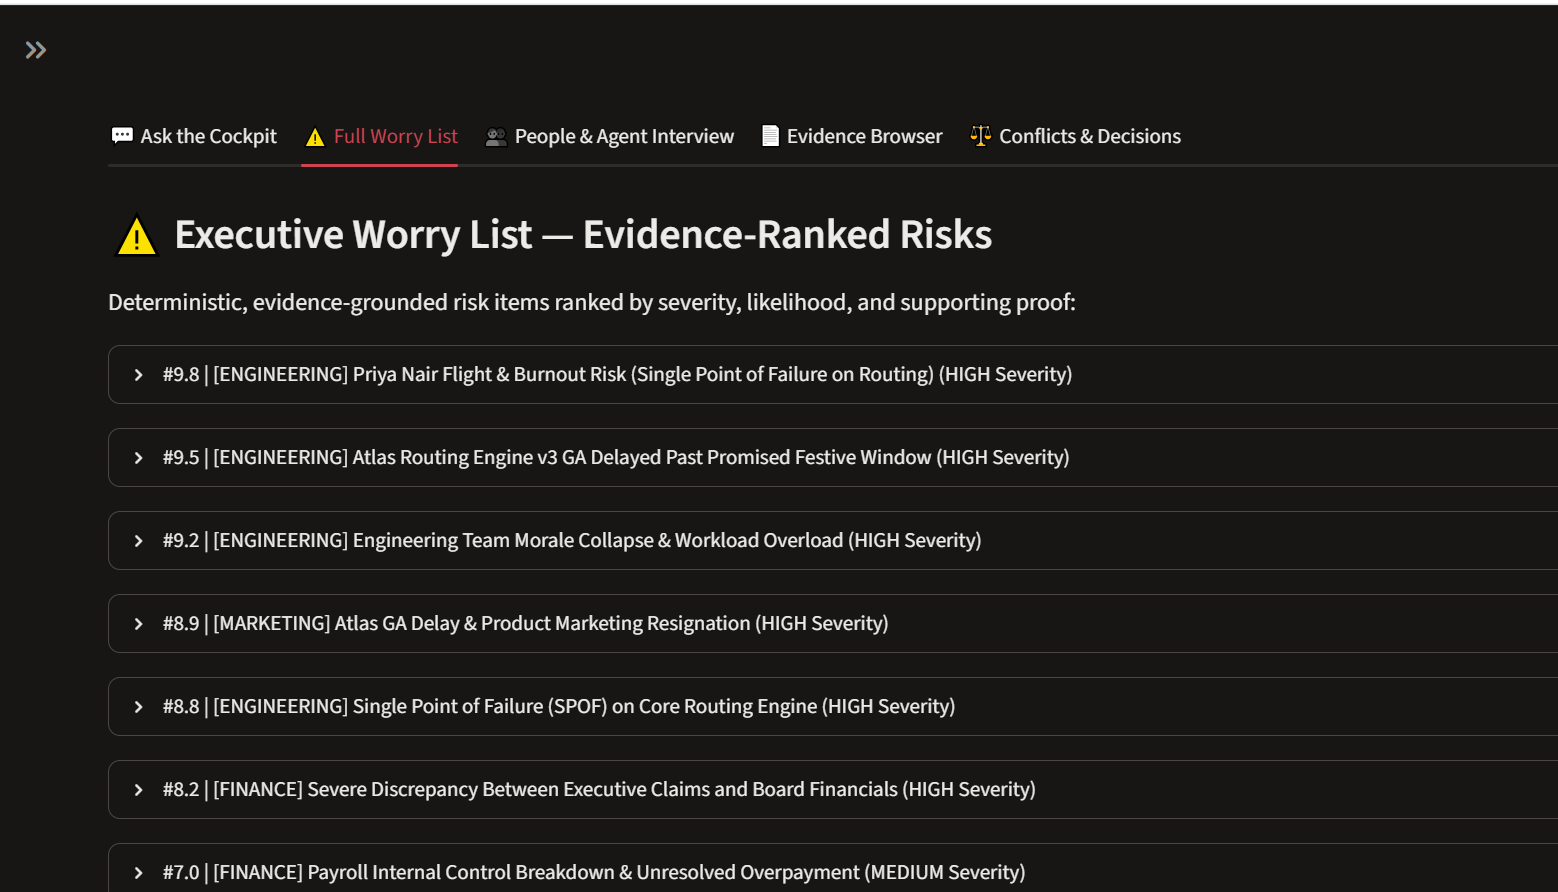 Ask the Cockpit Full Worry List People & Agent Interview Evidence Browser Conflicts & Decisions
Executive Worry List — Evidence-Ranked Risks
Deterministic, evidence-grounded risk items ranked by severity, likelihood, and supporting proof:
#9.8 | [ENGINEERING] Priya Nair Flight & Burnout Risk (Single Point of Failure on Routing) (HIGH Severity)
#9.5 | [ENGINEERING] Atlas Routing Engine v3 GA Delayed Past Promised Festive Window (HIGH Severity)
#9.2 | [ENGINEERING] Engineering Team Morale Collapse & Workload Overload (HIGH Severity)
#8.9 | [MARKETING] Atlas GA Delay & Product Marketing Resignation (HIGH Severity)
#8.8 | [ENGINEERING] Single Point of Failure (SPOF) on Core Routing Engine (HIGH Severity)
#8.2 | [FINANCE] Severe Discrepancy Between Executive Claims and Board Financials (HIGH Severity)
#7.0 | [FINANCE] Payroll Internal Control Breakdown & Unresolved Overpayment (MEDIUM Severity)